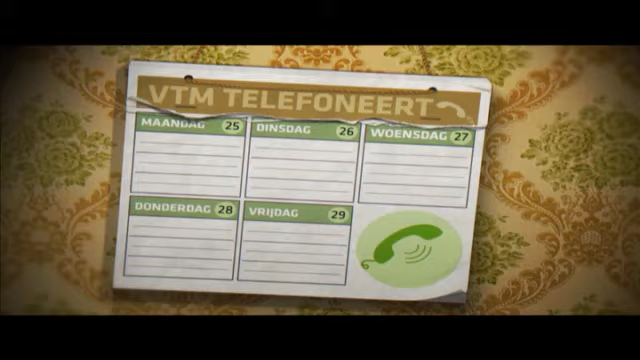 VTM TELEFONEERT
MAANDAG 25 DINSDAG 26 WOENSDAG 27
DONDERDAG 28 VRIJDAG 29